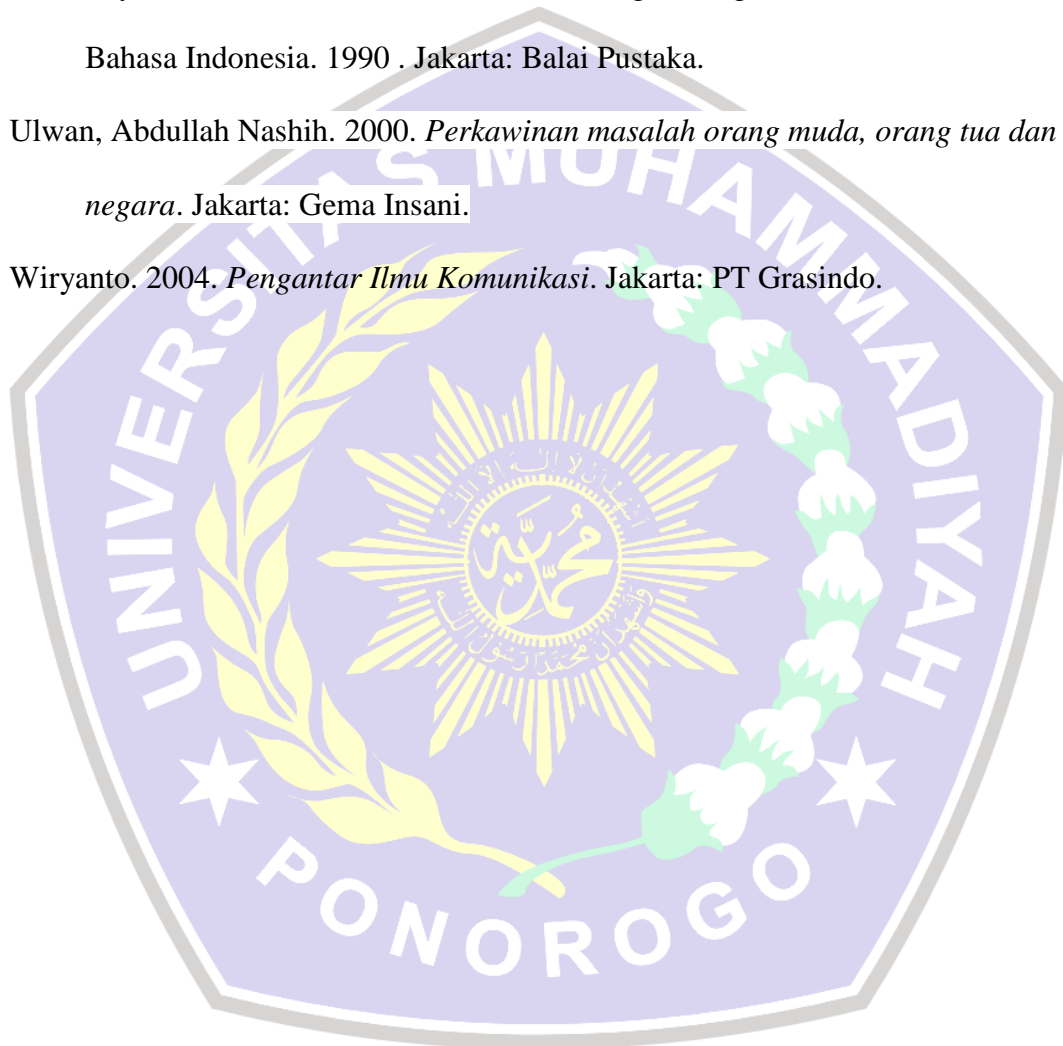 Bahasa Indonesia. 1990 . Jakarta: Balai Pustaka.
Ulwan, Abdullah Nashih. 2000. Perkawinan masalah orang muda, orang tua dan
negara. Jakarta: Gema Insani.
Wiryanto. 2004. Pengantar Ilmu Komunikasi. Jakarta: PT Grasindo.
UNIVERSITAS MUHAMMADIYAH
PONOROGO
محمدية